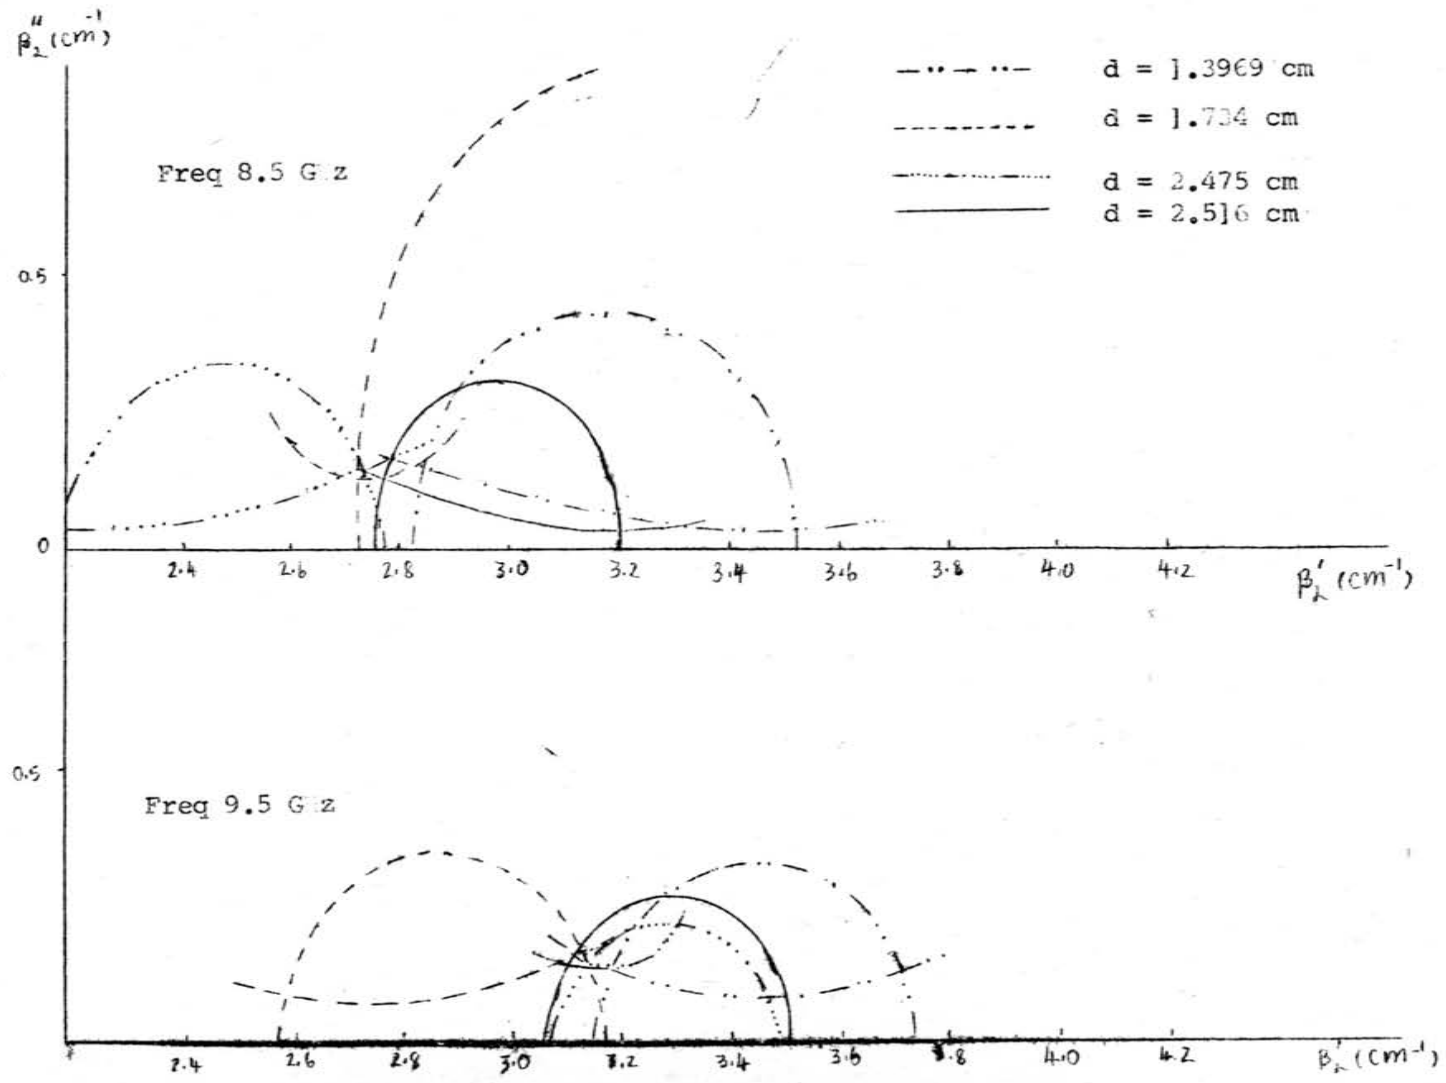 β₂″ (cm⁻¹)
d = 1.3969 cm
d = 1.734 cm
Freq 8.5 G z
d = 2.475 cm
d = 2.516 cm
0.5
0
2.4 2.6 2.8 3.0 3.2 3.4 3.6 3.8 4.0 4.2
β₂′ (cm⁻¹)
0.5
Freq 9.5 G z
2.4 2.6 2.8 3.0 3.2 3.4 3.6 3.8 4.0 4.2 β₂′ (cm⁻¹)